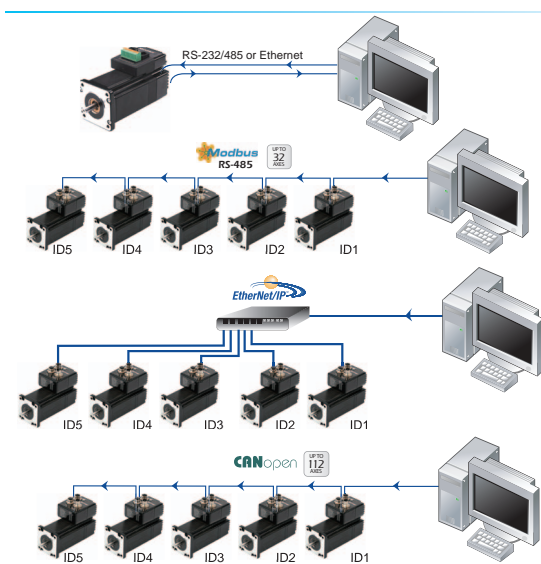 RS-232/485 or Ethernet
Modbus
RS-485
UP TO
32
AXES
ID5 ID4 ID3 ID2 ID1
EtherNet/IP
ID5 ID4 ID3 ID2 ID1
CANopen
UP TO
112
AXES
ID5 ID4 ID3 ID2 ID1